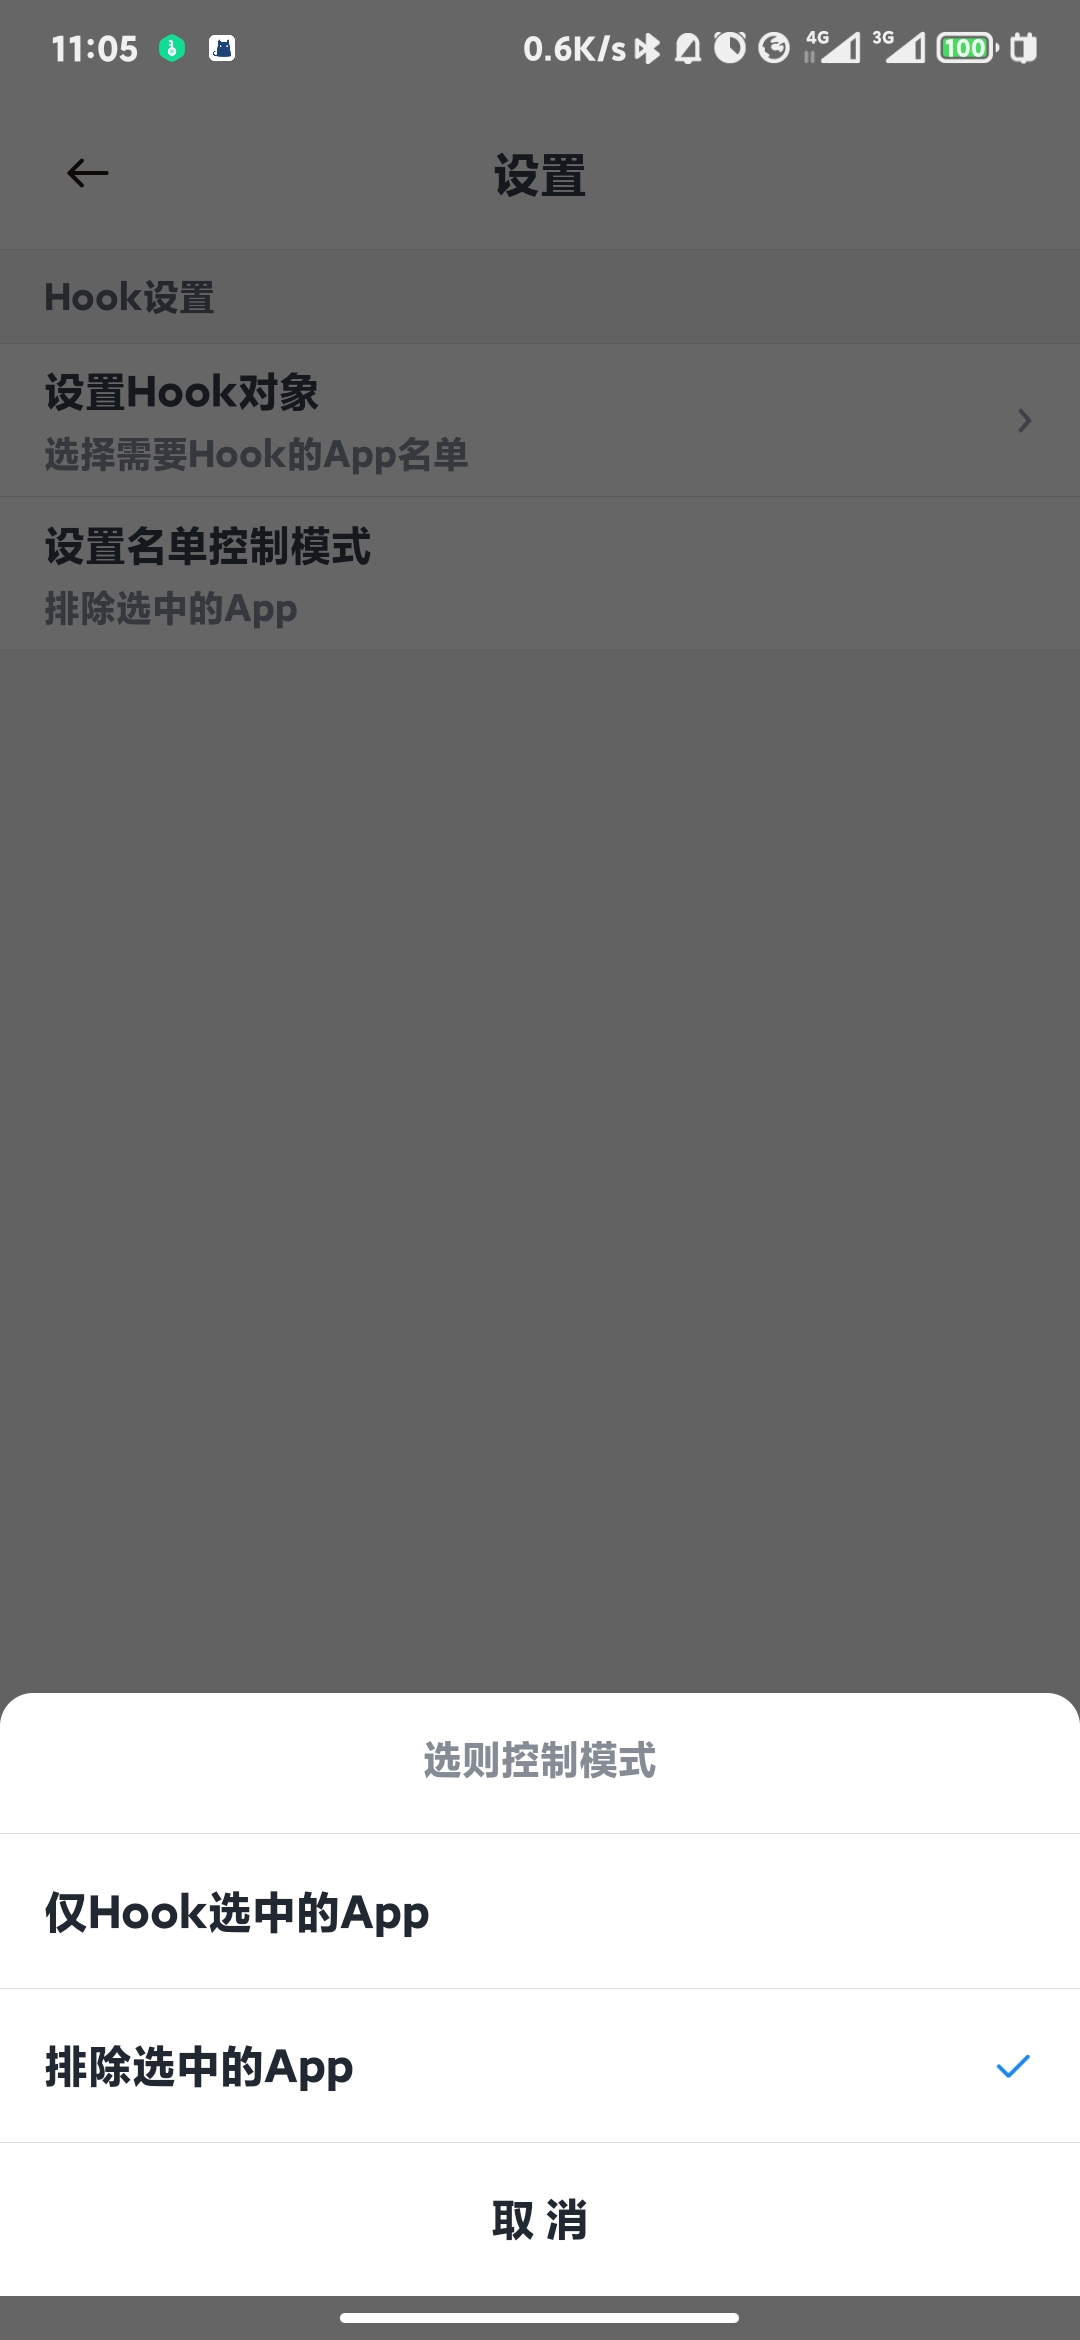 11:05
0.6K/s 4G 3G 100
设置
Hook设置
设置Hook对象
选择需要Hook的App名单
设置名单控制模式
排除选中的App
选则控制模式
仅Hook选中的App
排除选中的App
取 消